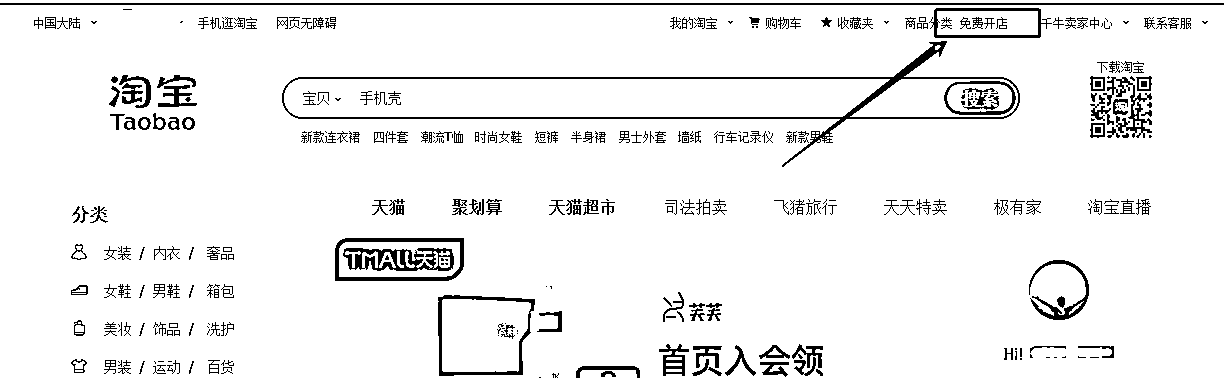 中国大陆 手机逛淘宝 网页无障碍 我的淘宝 购物车 收藏夹 商品分类 免费开店 千牛卖家中心 联系客服
下载淘宝
淘宝
Taobao
宝贝 手机壳 搜索
新款连衣裙 四件套 潮流T恤 时尚女鞋 短裤 半身裙 男士外套 墙纸 行车记录仪 新款男鞋
分类
天猫 聚划算 天猫超市 司法拍卖 飞猪旅行 天天特卖 极有家 淘宝直播
女装 / 内衣 / 奢品
女鞋 / 男鞋 / 箱包
美妆 / 饰品 / 洗护
男装 / 运动 / 百货
TMALL天猫
芙芙
首页入会领
Hi!